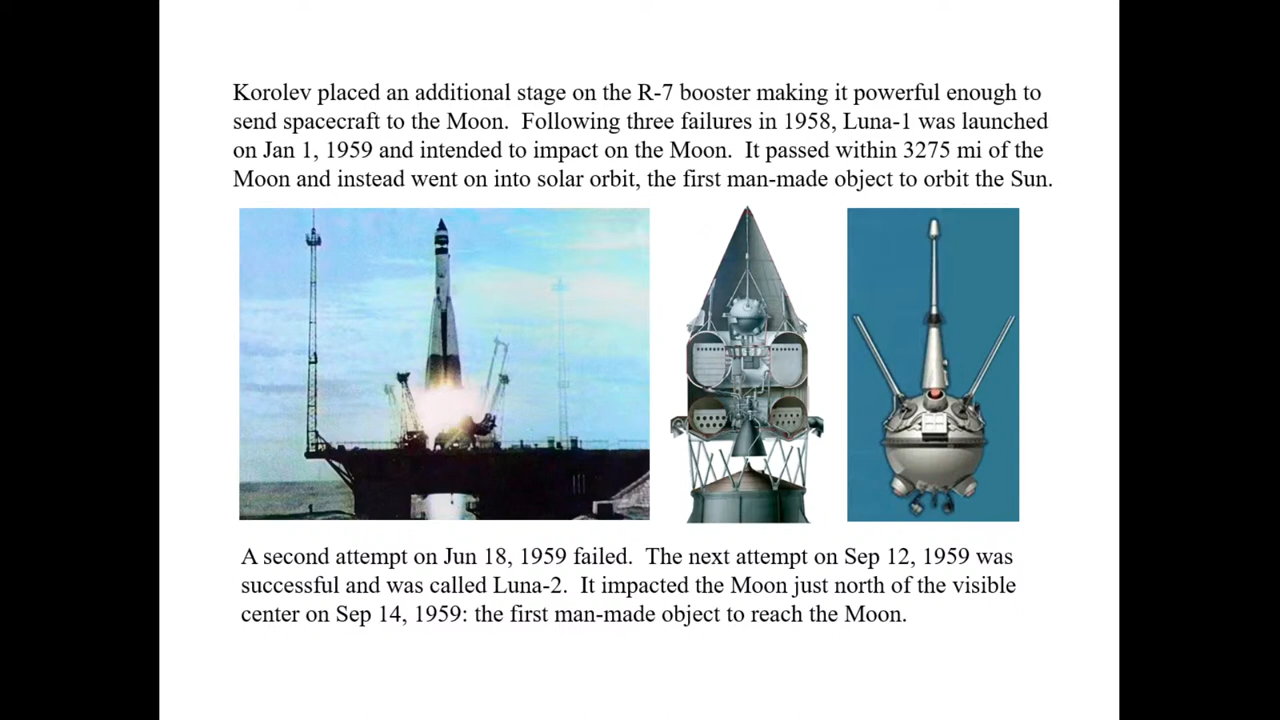 Korolev placed an additional stage on the R-7 booster making it powerful enough to
send spacecraft to the Moon.  Following three failures in 1958, Luna-1 was launched
on Jan 1, 1959 and intended to impact on the Moon.  It passed within 3275 mi of the
Moon and instead went on into solar orbit, the first man-made object to orbit the Sun.
A second attempt on Jun 18, 1959 failed.  The next attempt on Sep 12, 1959 was
successful and was called Luna-2.  It impacted the Moon just north of the visible
center on Sep 14, 1959: the first man-made object to reach the Moon.